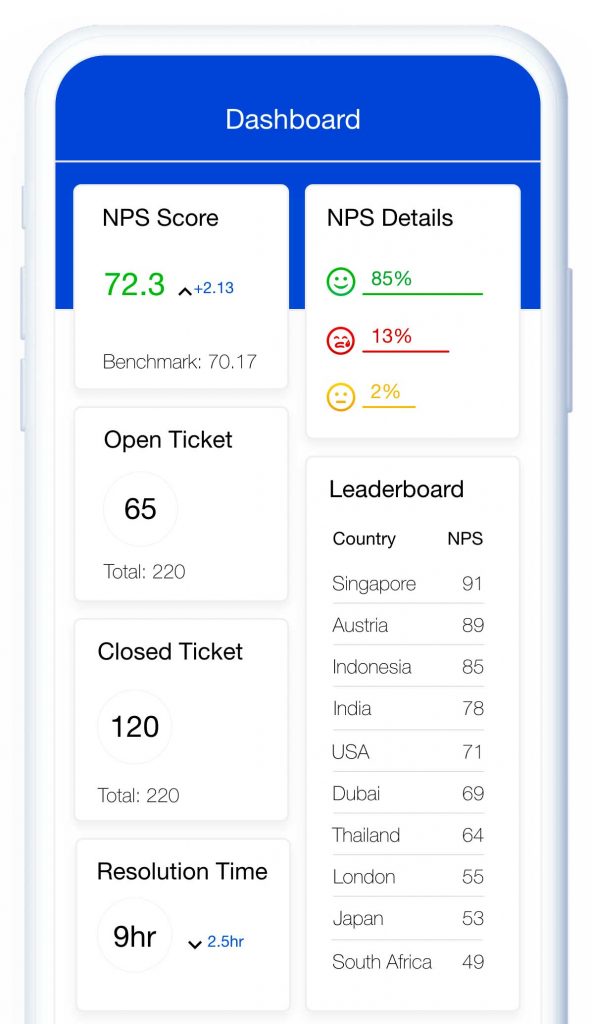 Dashboard
NPS Score
72.3 +2.13
Benchmark: 70.17
NPS Details
85%
13%
2%
Open Ticket
65
Total: 220
Closed Ticket
120
Total: 220
Resolution Time
9hr 2.5hr
Leaderboard
Country NPS
Singapore 91
Austria 89
Indonesia 85
India 78
USA 71
Dubai 69
Thailand 64
London 55
Japan 53
South Africa 49